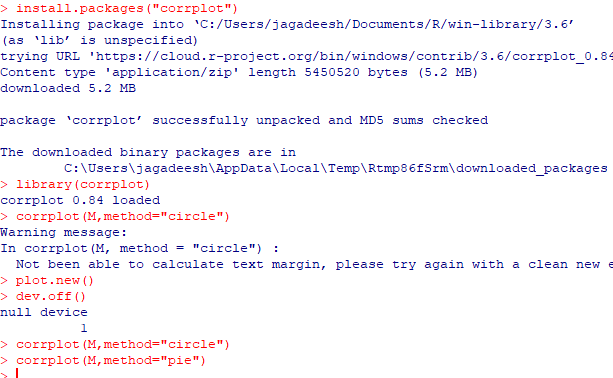 > install.packages("corrplot")
Installing package into ‘C:/Users/jagadeesh/Documents/R/win-library/3.6’
(as ‘lib’ is unspecified)
trying URL 'https://cloud.r-project.org/bin/windows/contrib/3.6/corrplot_0.84
Content type 'application/zip' length 5450520 bytes (5.2 MB)
downloaded 5.2 MB
package ‘corrplot’ successfully unpacked and MD5 sums checked
The downloaded binary packages are in
C:\Users\jagadeesh\AppData\Local\Temp\Rtmp86fSrm\downloaded_packages
> library(corrplot)
corrplot 0.84 loaded
> corrplot(M,method="circle")
Warning message:
In corrplot(M, method = "circle") :
Not been able to calculate text margin, please try again with a clean new e
> plot.new()
> dev.off()
null device
1
> corrplot(M,method="circle")
> corrplot(M,method="pie")
>